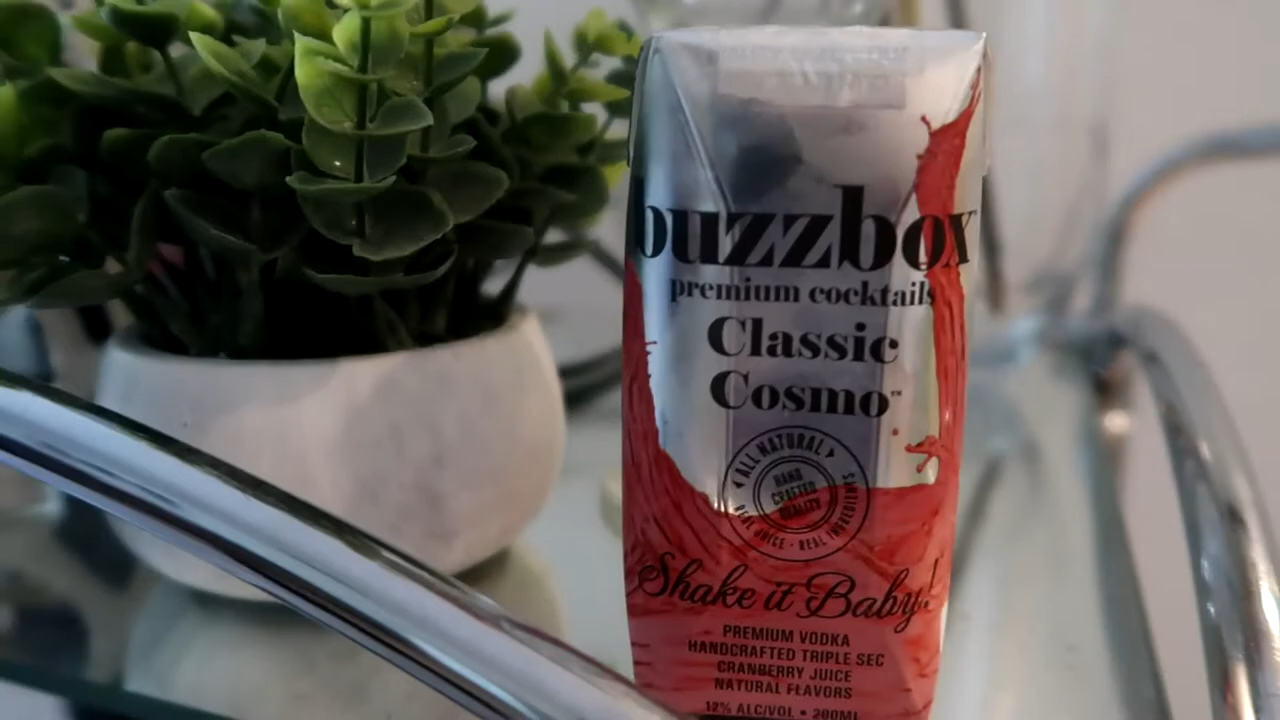 buzzbox
premium cocktails
Classic
Cosmo™
ALL NATURAL
HAND
CRAFTED
QUALITY
REAL JUICE · REAL INGREDIENTS
Shake it Baby!
PREMIUM VODKA
HANDCRAFTED TRIPLE SEC
CRANBERRY JUICE
NATURAL FLAVORS
12% ALC/VOL • 200ML